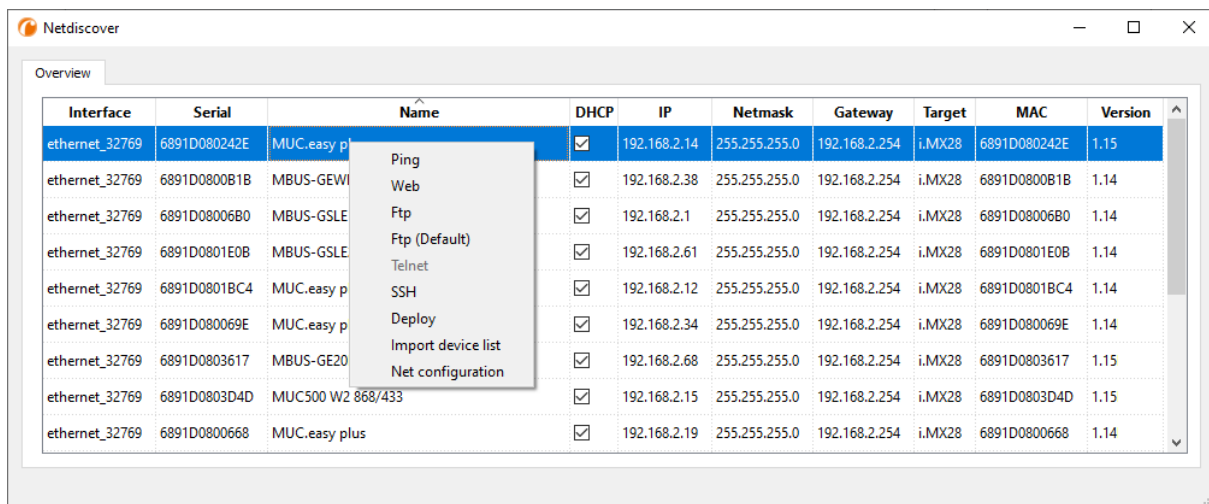 Netdiscover
Overview
Interface Serial Name DHCP IP Netmask Gateway Target MAC Version
ethernet_32769 6891D080242E MUC.easy 192.168.2.14 255.255.255.0 192.168.2.254 i.MX28 6891D080242E 1.15
ethernet_32769 6891D0800B1B 192.168.2.38 255.255.255.0 192.168.2.254 i.MX28 6891D0800B1B 1.14
ethernet_32769 6891D08006B0 MBUS-GSLE 192.168.2.1 255.255.255.0 192.168.2.254 i.MX28 6891D08006B0 1.14
ethernet_32769 6891D0801E0B MBUS-GSLE 192.168.2.61 255.255.255.0 192.168.2.254 i.MX28 6891D0801E0B 1.14
ethernet_32769 6891D0801BC4 MUC.easy p 192.168.2.12 255.255.255.0 192.168.2.254 i.MX28 6891D0801BC4 1.14
ethernet_32769 6891D080069E MUC.easy p 192.168.2.34 255.255.255.0 192.168.2.254 i.MX28 6891D080069E 1.14
ethernet_32769 6891D0803617 MBUS-GE20 192.168.2.68 255.255.255.0 192.168.2.254 i.MX28 6891D0803617 1.15
ethernet_32769 6891D0803D4D MUC500 W2 868/433 192.168.2.15 255.255.255.0 192.168.2.254 i.MX28 6891D0803D4D 1.15
ethernet_32769 6891D0800668 MUC.easy plus 192.168.2.19 255.255.255.0 192.168.2.254 i.MX28 6891D0800668 1.14
Ping
Web
Ftp
Ftp (Default)
Telnet
SSH
Deploy
Import device list
Net configuration